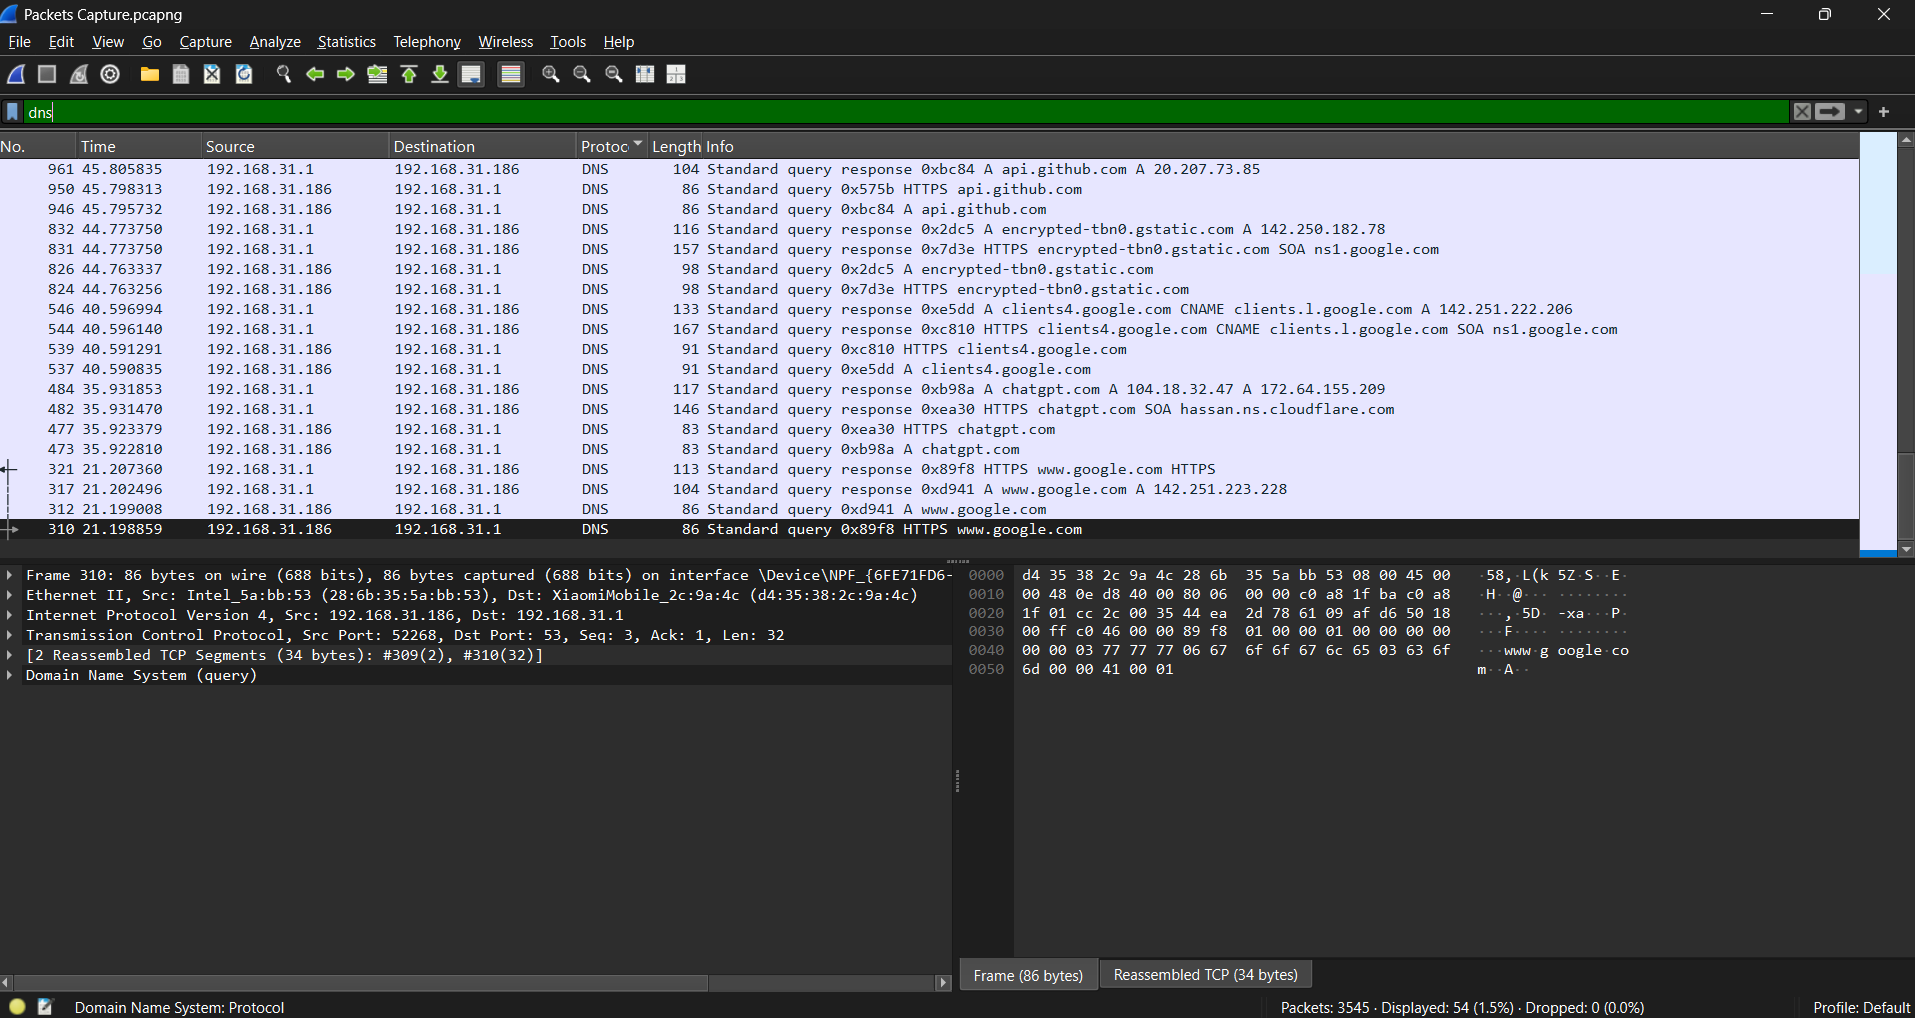 Packets Capture.pcapng
File Edit View Go Capture Analyze Statistics Telephony Wireless Tools Help
dns
No. Time Source Destination Protoc Length Info
961 45.805835 192.168.31.1 192.168.31.186 DNS 104 Standard query response 0xbc84 A api.github.com A 20.207.73.85
950 45.798313 192.168.31.186 192.168.31.1 DNS 86 Standard query 0x575b HTTPS api.github.com
946 45.795732 192.168.31.186 192.168.31.1 DNS 86 Standard query 0xbc84 A api.github.com
832 44.773750 192.168.31.1 192.168.31.186 DNS 116 Standard query response 0x2dc5 A encrypted-tbn0.gstatic.com A 142.250.182.78
831 44.773750 192.168.31.1 192.168.31.186 DNS 157 Standard query response 0x7d3e HTTPS encrypted-tbn0.gstatic.com SOA ns1.google.com
826 44.763337 192.168.31.186 192.168.31.1 DNS 98 Standard query 0x2dc5 A encrypted-tbn0.gstatic.com
824 44.763256 192.168.31.186 192.168.31.1 DNS 98 Standard query 0x7d3e HTTPS encrypted-tbn0.gstatic.com
546 40.596994 192.168.31.1 192.168.31.186 DNS 133 Standard query response 0xe5dd A clients4.google.com CNAME clients.l.google.com A 142.251.222.206
544 40.596140 192.168.31.1 192.168.31.186 DNS 167 Standard query response 0xc810 HTTPS clients4.google.com CNAME clients.l.google.com SOA ns1.google.com
539 40.591291 192.168.31.186 192.168.31.1 DNS 91 Standard query 0xc810 HTTPS clients4.google.com
537 40.590835 192.168.31.186 192.168.31.1 DNS 91 Standard query 0xe5dd A clients4.google.com
484 35.931853 192.168.31.1 192.168.31.186 DNS 117 Standard query response 0xb98a A chatgpt.com A 104.18.32.47 A 172.64.155.209
482 35.931470 192.168.31.1 192.168.31.186 DNS 146 Standard query response 0xea30 HTTPS chatgpt.com SOA hassan.ns.cloudflare.com
477 35.923379 192.168.31.186 192.168.31.1 DNS 83 Standard query 0xea30 HTTPS chatgpt.com
473 35.922810 192.168.31.186 192.168.31.1 DNS 83 Standard query 0xb98a A chatgpt.com
321 21.207360 192.168.31.1 192.168.31.186 DNS 113 Standard query response 0x89f8 HTTPS www.google.com HTTPS
317 21.202496 192.168.31.1 192.168.31.186 DNS 104 Standard query response 0xd941 A www.google.com A 142.251.223.228
312 21.199008 192.168.31.186 192.168.31.1 DNS 86 Standard query 0xd941 A www.google.com
310 21.198859 192.168.31.186 192.168.31.1 DNS 86 Standard query 0x89f8 HTTPS www.google.com
Frame 310: 86 bytes on wire (688 bits), 86 bytes captured (688 bits) on interface \Device\NPF_{6FE71FD6-
Ethernet II, Src: Intel_5a:bb:53 (28:6b:35:5a:bb:53), Dst: XiaomiMobile_2c:9a:4c (d4:35:38:2c:9a:4c)
Internet Protocol Version 4, Src: 192.168.31.186, Dst: 192.168.31.1
Transmission Control Protocol, Src Port: 52268, Dst Port: 53, Seq: 3, Ack: 1, Len: 32
[2 Reassembled TCP Segments (34 bytes): #309(2), #310(32)]
Domain Name System (query)
0000 d4 35 38 2c 9a 4c 28 6b 35 5a bb 53 08 00 45 00 ·58,·L(k 5Z·S··E·
0010 00 48 0e d8 40 00 80 06 00 00 c0 a8 1f ba c0 a8 ·H··@··· ········
0020 1f 01 cc 2c 00 35 44 ea 2d 78 61 09 af d6 50 18 ···,·5D· -xa···P·
0030 00 ff c0 46 00 00 89 f8 01 00 00 01 00 00 00 00 ···F···· ········
0040 00 00 03 77 77 77 06 67 6f 6f 67 6c 65 03 63 6f ···www·g oogle·co
0050 6d 00 00 41 00 01 m··A··
Frame (86 bytes) Reassembled TCP (34 bytes)
Domain Name System: Protocol
Packets: 3545 · Displayed: 54 (1.5%) · Dropped: 0 (0.0%)
Profile: Default